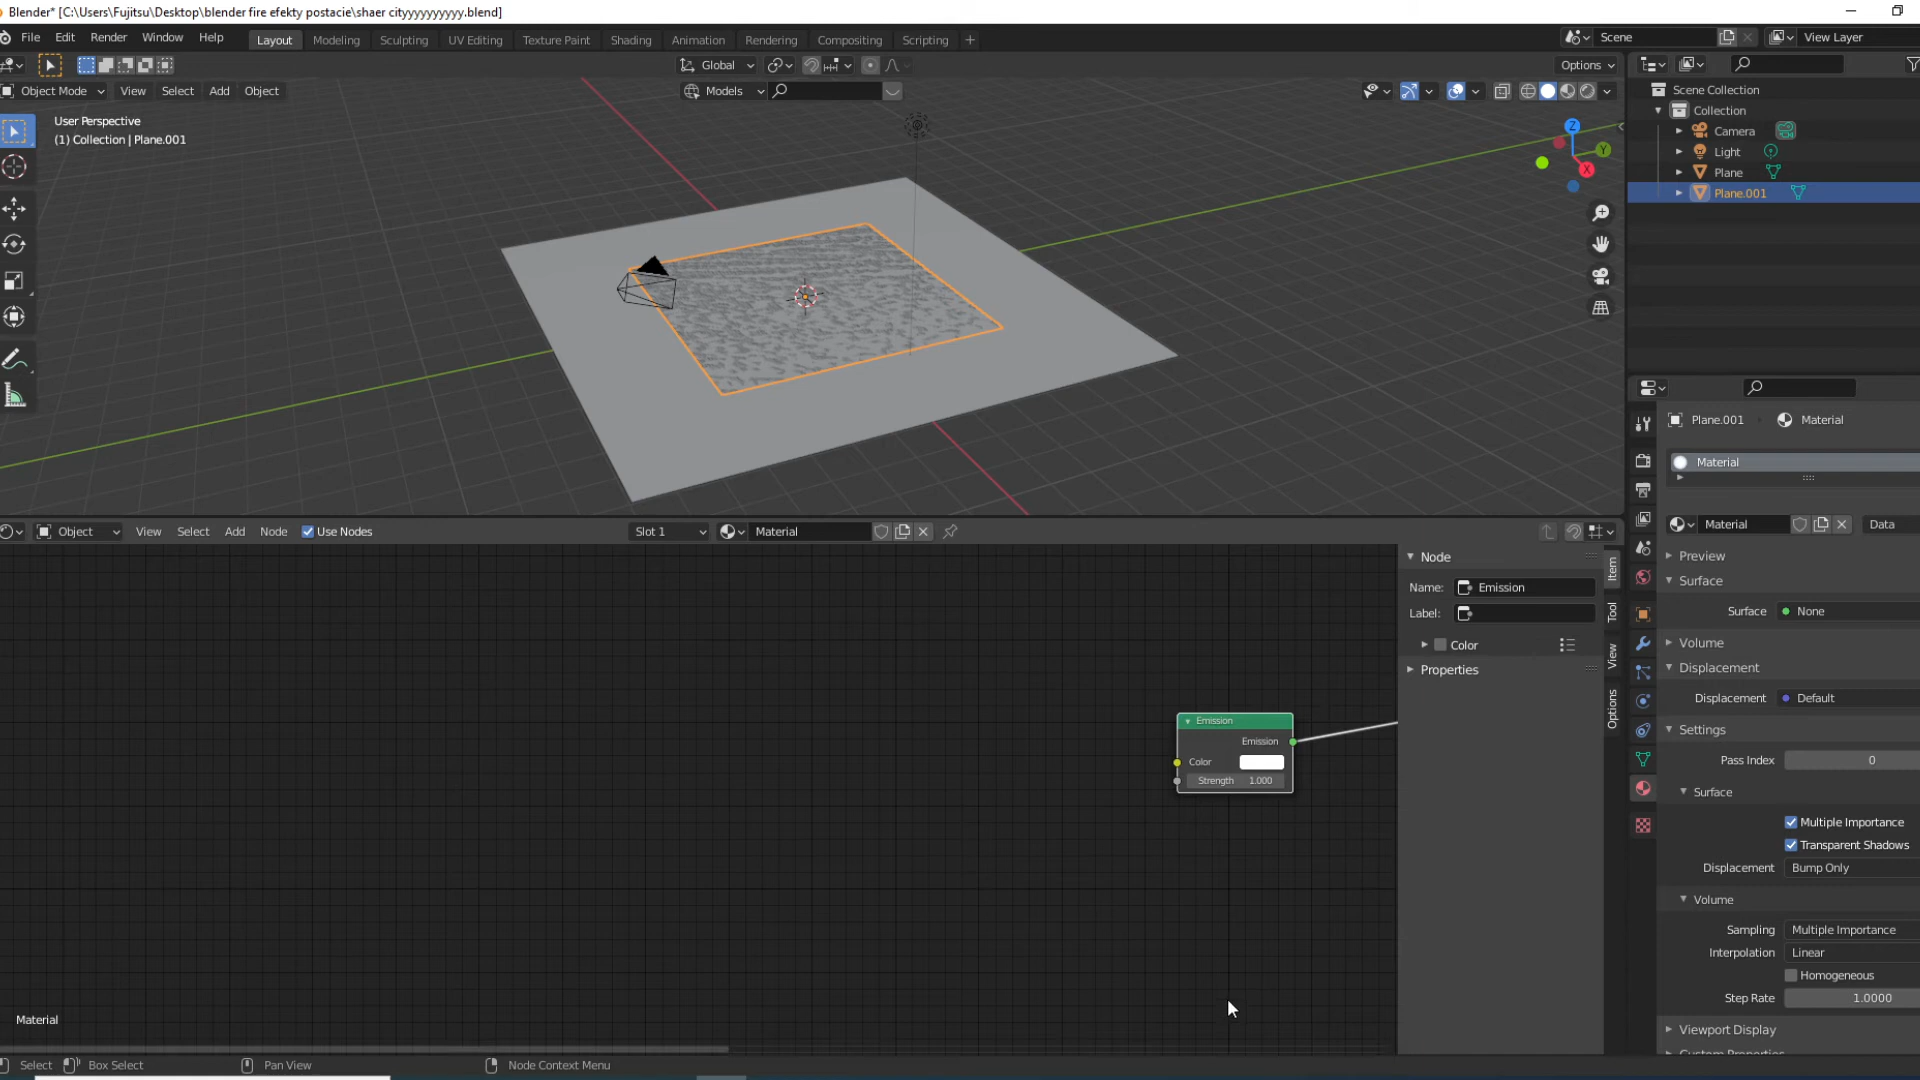 Blender* [C:\Users\Fujitsu\Desktop\blender fire efekty postacie\shaer cityyyyyyyyyy.blend]
File Edit Render Window Help Layout Modeling Sculpting UV Editing Texture Paint Shading Animation Rendering Compositing Scripting + Scene View Layer
Global Options
Object Mode View Select Add Object Models
User Perspective
(1) Collection | Plane.001
Z
Y
X
Scene Collection
Collection
Camera
Light
Plane
Plane.001
Plane.001 Material
Material
Object View Select Add Node Use Nodes Slot 1 Material
Material Data
Node
Name: Emission
Label:
Color
Properties
Item
Tool
View
Options
Emission
Emission
Color
Strength 1.000
Material
Preview
Surface
Surface None
Volume
Displacement
Displacement Default
Settings
Pass Index 0
Surface
Multiple Importance
Transparent Shadows
Displacement Bump Only
Volume
Sampling Multiple Importance
Interpolation Linear
Homogeneous
Step Rate 1.0000
Viewport Display
Custom Properties
Select Box Select Pan View Node Context Menu